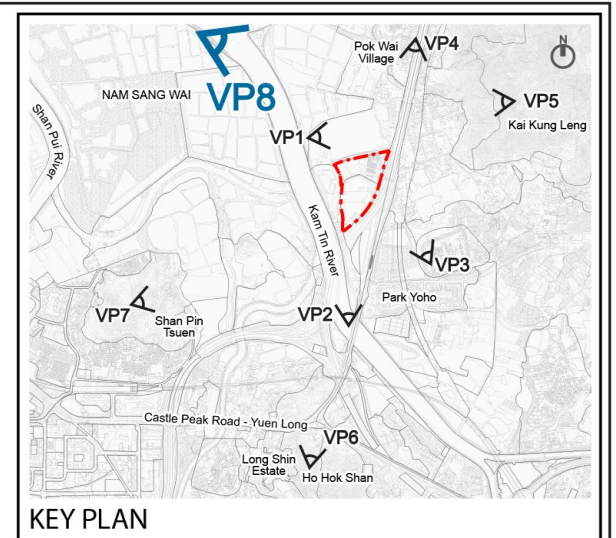 N
Pok Wai
Village
VP4
VP8
NAM SANG WAI
VP5
Kai Kung Leng
Shan Pui River
VP1
Kam Tin River
VP3
Park Yoho
VP7
Shan Pin
Tsuen
VP2
Castle Peak Road - Yuen Long
VP6
Long Shin
Estate
Ho Hok Shan
KEY PLAN